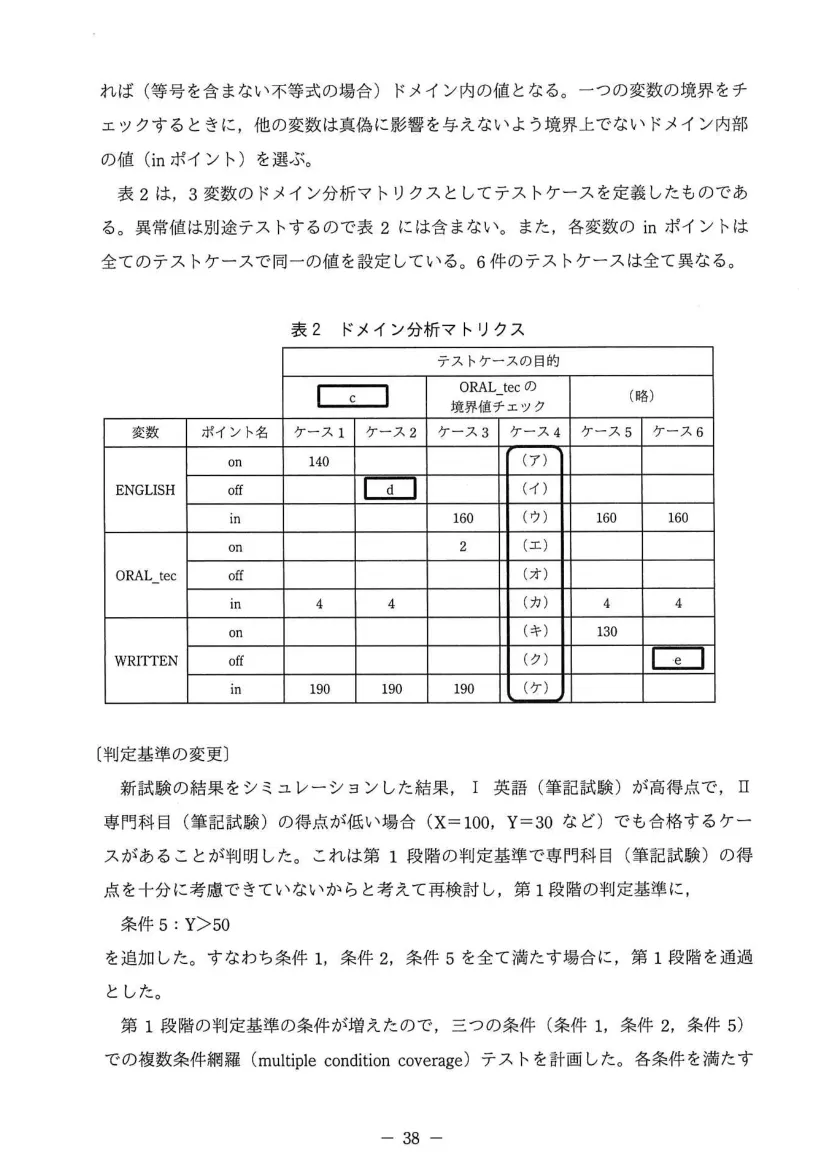 れば（等号を含まない不等式の場合）ドメイン内の値となる。一つの変数の境界をチ
ェックするときに，他の変数は真偽に影響を与えないよう境界上でないドメイン内部
の値（in ポイント）を選ぶ。
表 2 は，3 変数のドメイン分析マトリクスとしてテストケースを定義したものであ
る。異常値は別途テストするので表 2 には含まない。また，各変数の in ポイントは
全てのテストケースで同一の値を設定している。6 件のテストケースは全て異なる。
表 2 ドメイン分析マトリクス
テストケースの目的
c ORAL_tec の （略）
境界値チェック
変数 ポイント名 ケース 1 ケース 2 ケース 3 ケース 4 ケース 5 ケース 6
on 140 （ア）
ENGLISH off d （イ）
in 160 （ウ） 160 160
on 2 （エ）
ORAL_tec off （オ）
in 4 4 （カ） 4 4
on （キ） 130
WRITTEN off （ク） e
in 190 190 190 （ケ）
〔判定基準の変更〕
新試験の結果をシミュレーションした結果，Ⅰ 英語（筆記試験）が高得点で，Ⅱ
専門科目（筆記試験）の得点が低い場合（X=100，Y=30 など）でも合格するケー
スがあることが判明した。これは第 1 段階の判定基準で専門科目（筆記試験）の得
点を十分に考慮できていないからと考えて再検討し，第 1 段階の判定基準に，
条件 5：Y＞50
を追加した。すなわち条件 1，条件 2，条件 5 を全て満たす場合に，第 1 段階を通過
とした。
第 1 段階の判定基準の条件が増えたので，三つの条件（条件 1，条件 2，条件 5）
での複数条件網羅（multiple condition coverage）テストを計画した。各条件を満たす
－ 38 －